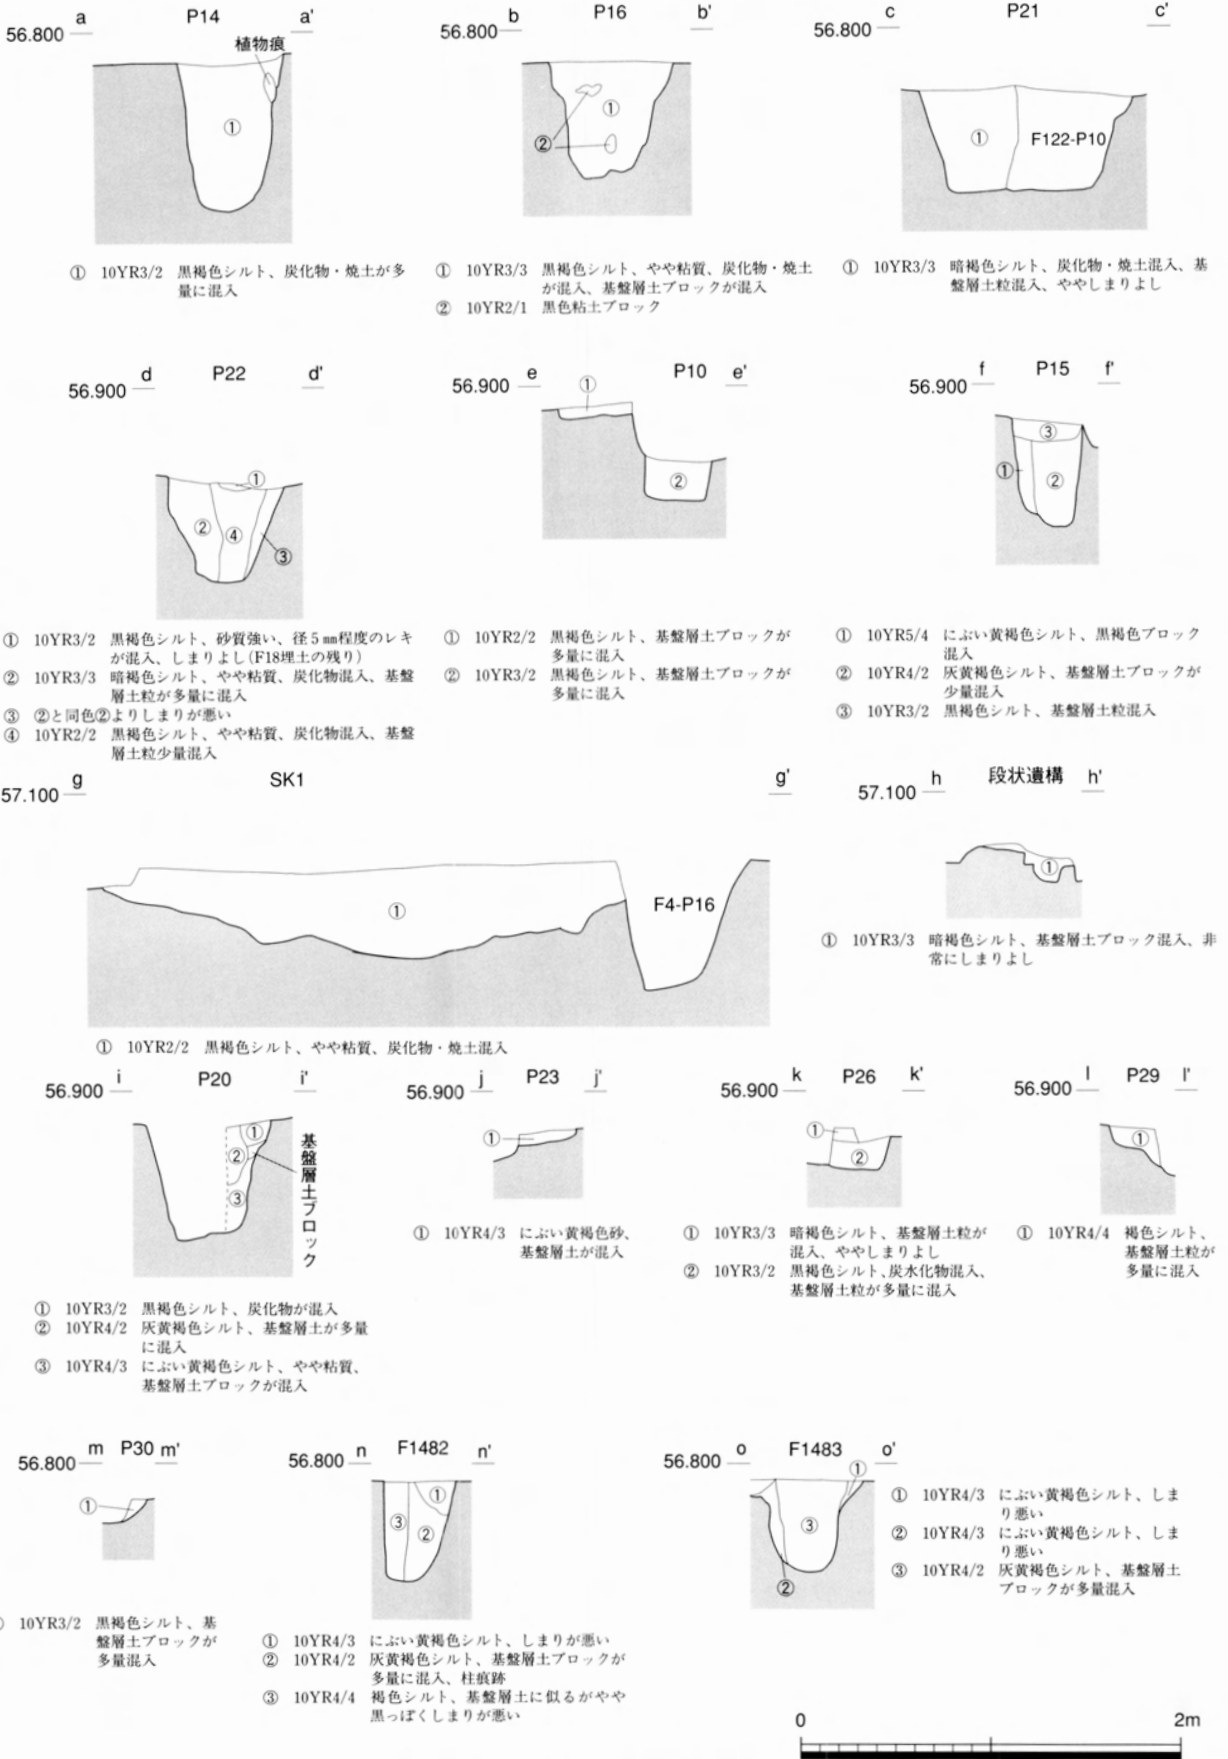 56.800 a P14 a'
植物痕
①
① 10YR3/2 黒褐色シルト、炭化物・焼土が多
量に混入
56.800 b P16 b'
①
②
① 10YR3/3 黒褐色シルト、やや粘質、炭化物・焼土
が混入、基盤層土ブロックが混入
② 10YR2/1 黒色粘土ブロック
56.800 c P21 c'
① F122-P10
① 10YR3/3 暗褐色シルト、炭化物・焼土混入、基
盤層土粒混入、ややしまりよし
56.900 d P22 d'
①
② ④
③
① 10YR3/2 黒褐色シルト、砂質強い、径5㎜程度のレキ
が混入、しまりよし(F18埋土の残り)
② 10YR3/3 暗褐色シルト、やや粘質、炭化物混入、基盤
層土粒が多量に混入
③ ②と同色②よりしまりが悪い
④ 10YR2/2 黒褐色シルト、やや粘質、炭化物混入、基盤
層土粒少量混入
56.900 e P10 e'
①
②
① 10YR2/2 黒褐色シルト、基盤層土ブロックが
多量に混入
② 10YR3/2 黒褐色シルト、基盤層土ブロックが
多量に混入
56.900 f P15 f'
③
① ②
① 10YR5/4 にぶい黄褐色シルト、黒褐色ブロック
混入
② 10YR4/2 灰黄褐色シルト、基盤層土ブロックが
少量混入
③ 10YR3/2 黒褐色シルト、基盤層土粒混入
57.100 g SK1 g'
① F4-P16
① 10YR2/2 黒褐色シルト、やや粘質、炭化物・焼土混入
57.100 h 段状遺構 h'
①
① 10YR3/3 暗褐色シルト、基盤層土ブロック混入、非
常にしまりよし
56.900 i P20 i'
①
②
③
基盤層土ブロック
① 10YR3/2 黒褐色シルト、炭化物が混入
② 10YR4/2 灰黄褐色シルト、基盤層土が多量
に混入
③ 10YR4/3 にぶい黄褐色シルト、やや粘質、
基盤層土ブロックが混入
56.900 j P23 j'
①
① 10YR4/3 にぶい黄褐色砂、
基盤層土が混入
56.900 k P26 k'
①
②
① 10YR3/3 暗褐色シルト、基盤層土粒が
混入、ややしまりよし
② 10YR3/2 黒褐色シルト、炭水化物混入、
基盤層土粒が多量に混入
56.900 l P29 l'
①
① 10YR4/4 褐色シルト、
基盤層土粒が
多量に混入
56.800 m P30 m'
①
10YR3/2 黒褐色シルト、基
盤層土ブロックが
多量混入
56.800 n F1482 n'
①
③ ②
① 10YR4/3 にぶい黄褐色シルト、しまりが悪い
② 10YR4/2 灰黄褐色シルト、基盤層土ブロックが
多量に混入、柱痕跡
③ 10YR4/4 褐色シルト、基盤層土に似るがやや
黒っぽくしまりが悪い
56.800 o F1483 o'
①
③
②
① 10YR4/3 にぶい黄褐色シルト、しま
り悪い
② 10YR4/3 にぶい黄褐色シルト、しま
り悪い
③ 10YR4/2 灰黄褐色シルト、基盤層土
ブロックが多量混入
0 2m